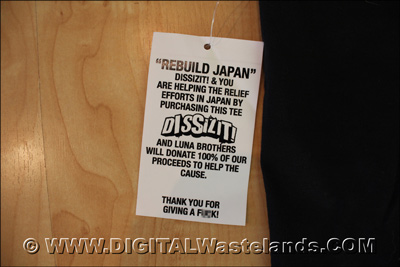 "REBUILD JAPAN"
DISSIZIT! & YOU
ARE HELPING THE RELIEF
EFFORTS IN JAPAN BY
PURCHASING THIS TEE
DISSIZIT!
AND LUNA BROTHERS
WILL DONATE 100% OF OUR
PROCEEDS TO HELP THE
CAUSE.
THANK YOU FOR
GIVING A F█K!
© WWW.DIGITALWastelands.COM